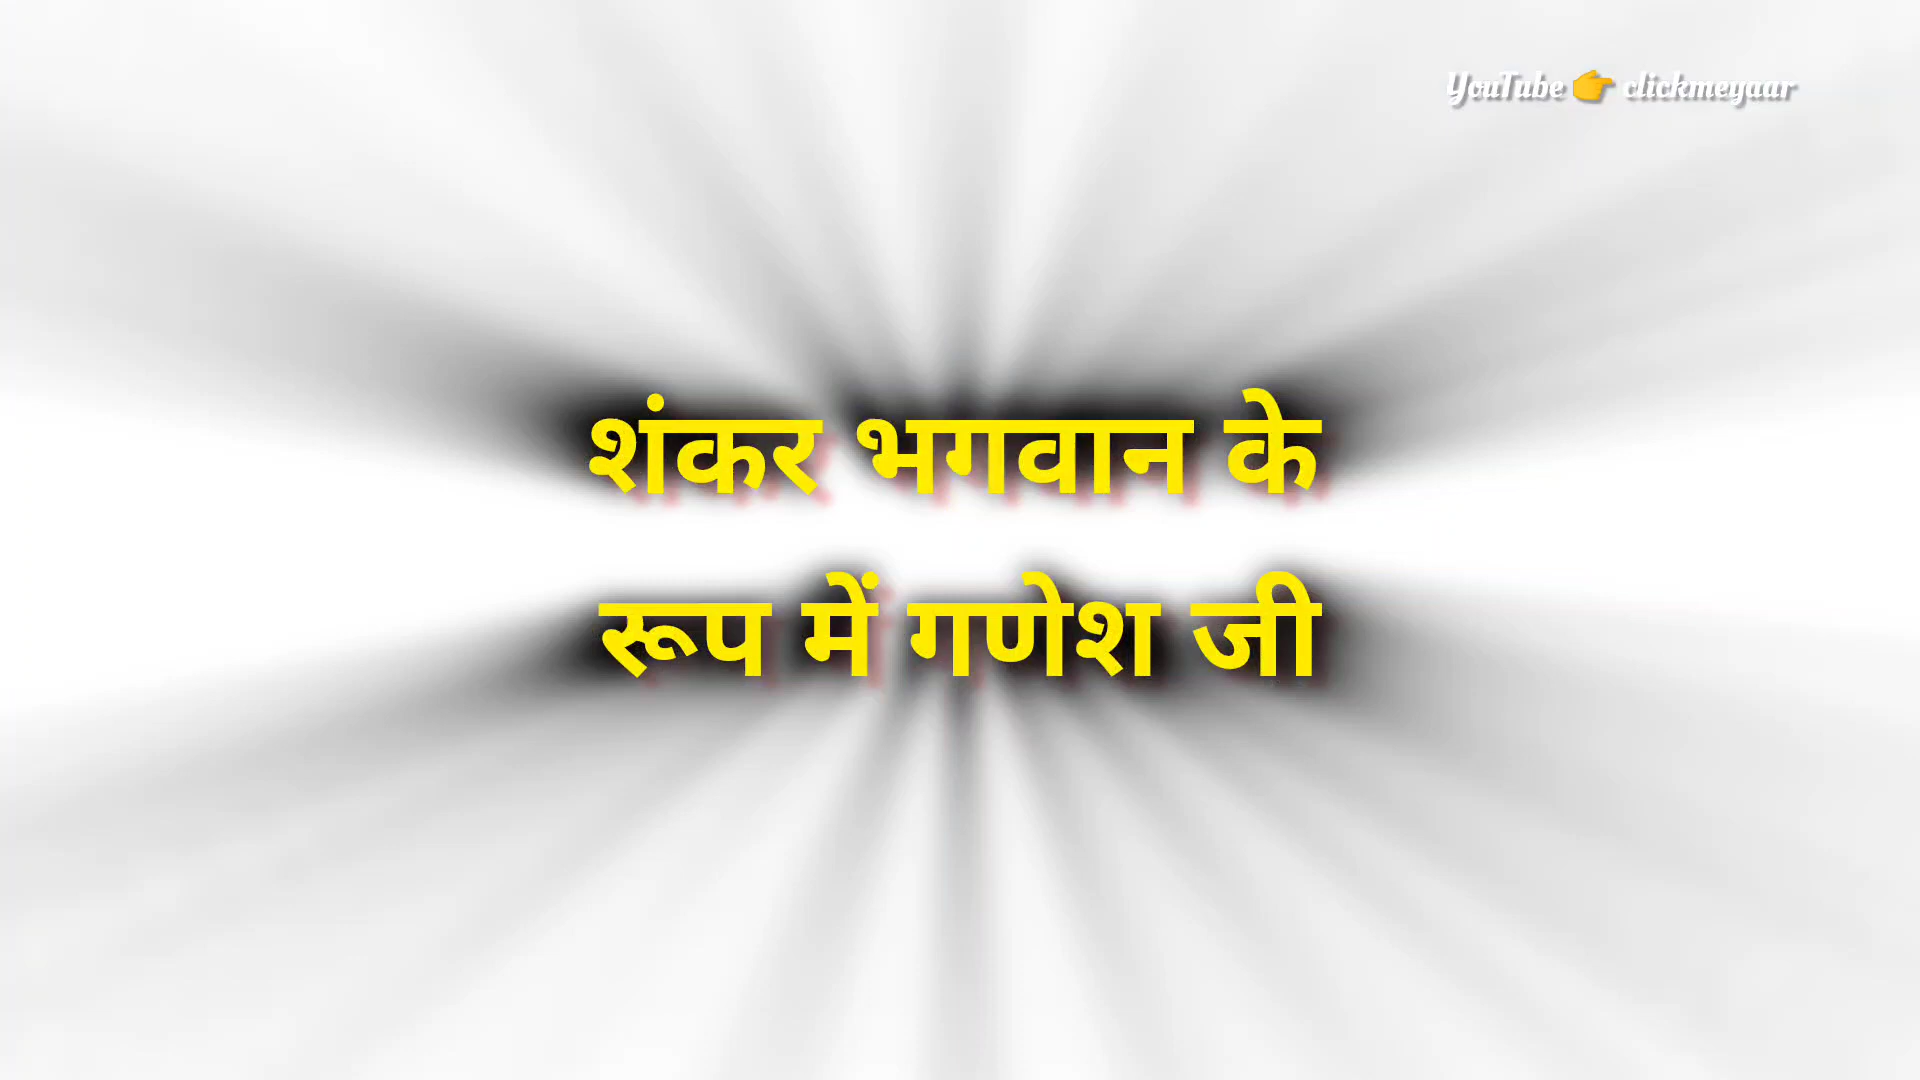 YouTube 👉 clickmeyaar
शंकर भगवान के
रूप में गणेश जी